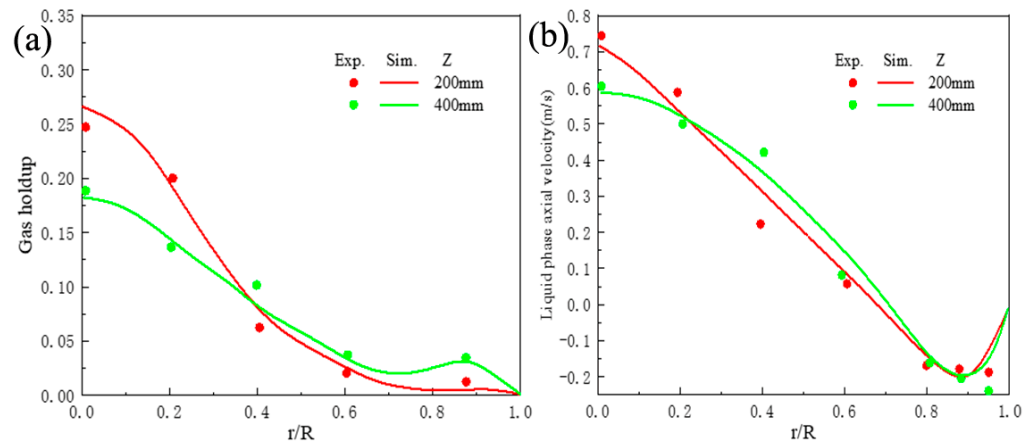 (a)
0.35
0.30
0.25
0.20
0.15
0.10
0.05
0.00
Gas holdup
Exp. Sim. Z
200mm
400mm
0.0 0.2 0.4 0.6 0.8 1.0
r/R
(b)
0.8
0.7
0.6
0.5
0.4
0.3
0.2
0.1
0.0
-0.1
-0.2
Liquid phase axial velocity(m/s)
Exp. Sim. Z
200mm
400mm
0.0 0.2 0.4 0.6 0.8 1.0
r/R